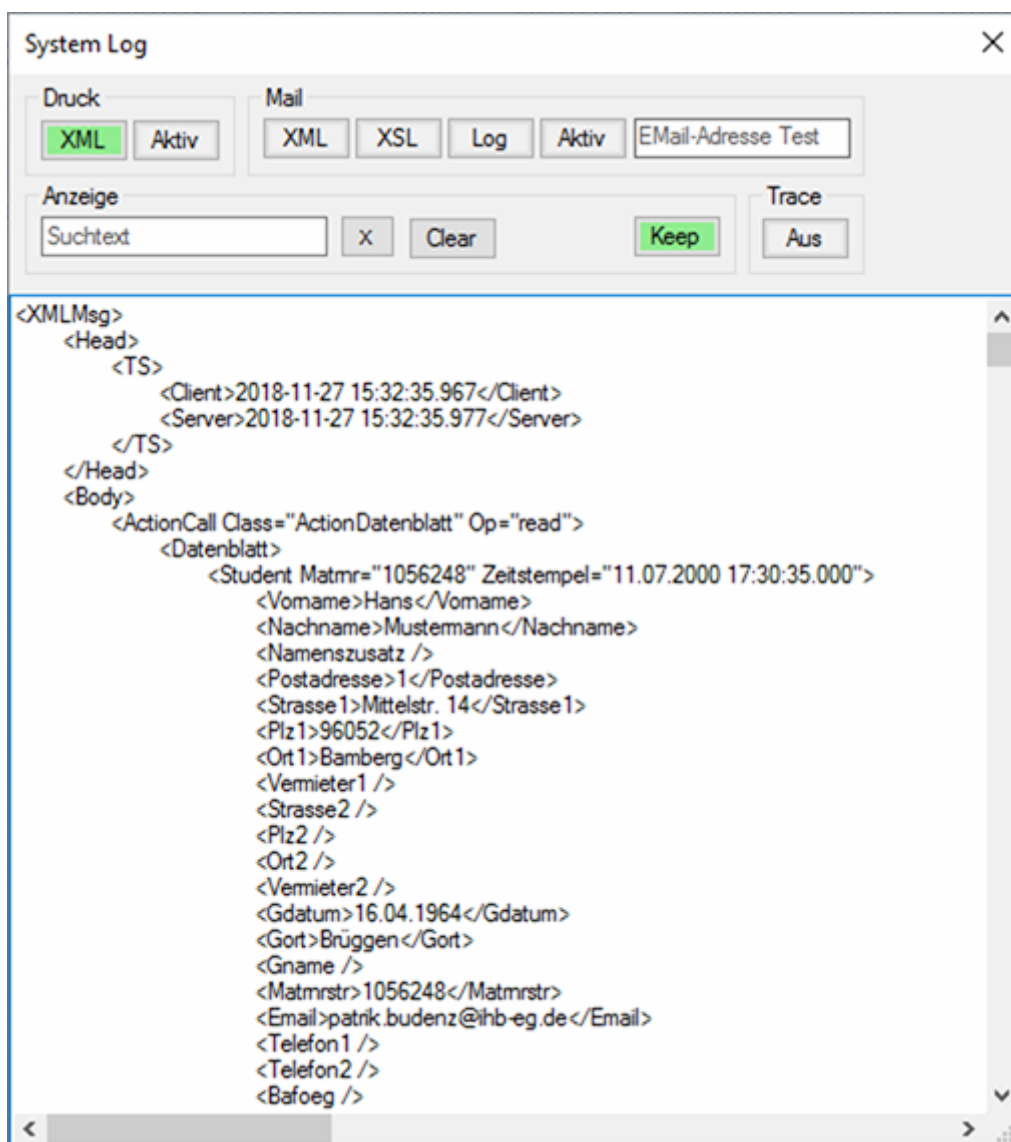 System Log
Druck
Mail
XML Aktiv XML XSL Log Aktiv EMail-Adresse Test
Anzeige
Trace
Suchtext X Clear Keep Aus
<XMLMsg>
<Head>
<TS>
<Client>2018-11-27 15:32:35.967</Client>
<Server>2018-11-27 15:32:35.977</Server>
</TS>
</Head>
<Body>
<ActionCall Class="ActionDatenblatt" Op="read">
<Datenblatt>
<Student Matrnr="1056248" Zeitstempel="11.07.2000 17:30:35.000">
<Vorname>Hans</Vorname>
<Nachname>Mustermann</Nachname>
<Namenszusatz />
<Postadresse>1</Postadresse>
<Strasse1>Mittelstr. 14</Strasse1>
<Plz1>96052</Plz1>
<Ort1>Bamberg</Ort1>
<Vermieter1 />
<Strasse2 />
<Plz2 />
<Ort2 />
<Vermieter2 />
<Gdatum>16.04.1964</Gdatum>
<Gort>Brüggen</Gort>
<Gname />
<Matrnrstr>1056248</Matrnrstr>
<Email>patrik.budenz@ihb-eg.de</Email>
<Telefon1 />
<Telefon2 />
<Bafoeg />